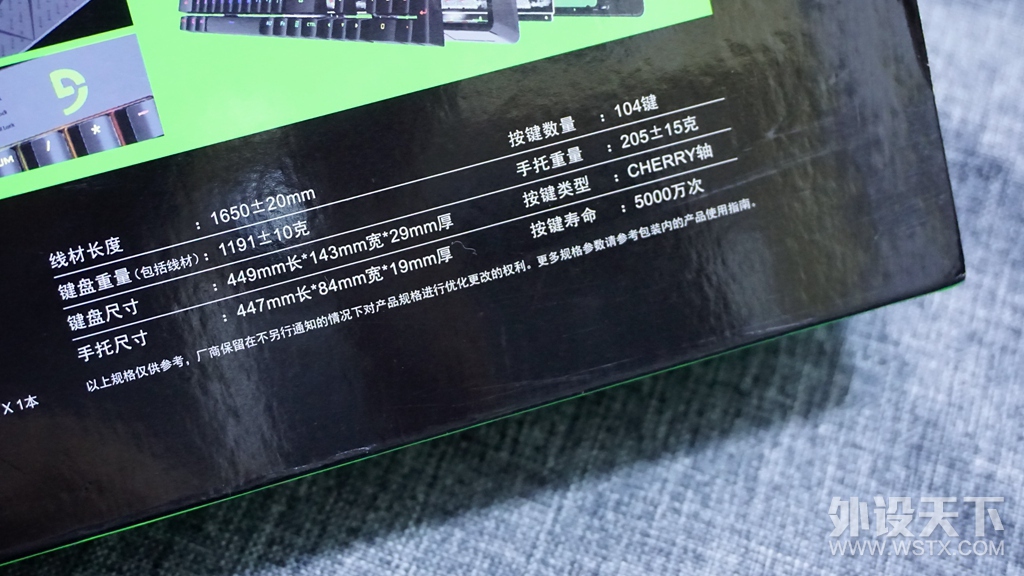 线材长度 : 1650±20mm
键盘重量(包括线材) : 1191±10克
键盘尺寸 : 449mm长*143mm宽*29mm厚
手托尺寸 : 447mm长*84mm宽*19mm厚
按键数量 : 104键
手托重量 : 205±15克
按键类型 : CHERRY轴
按键寿命 : 5000万次
以上规格仅供参考，厂商保留在不另行通知的情况下对产品规格进行优化更改的权利。更多规格参数请参考包装内的产品使用指南。
X 1本
外设天下
WWW.WSTX.COM